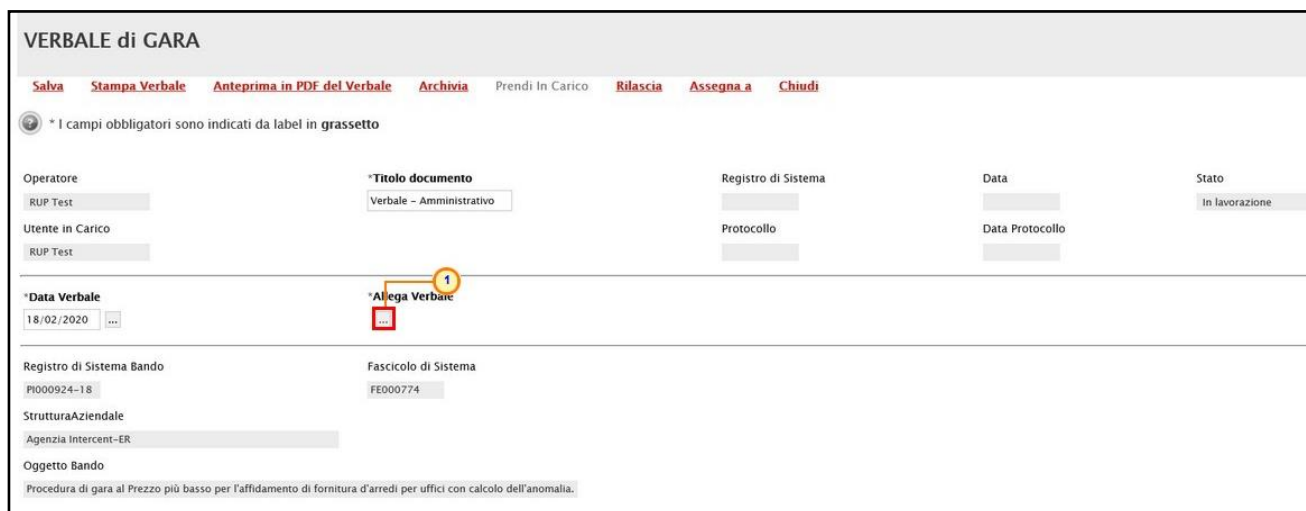 VERBALE di GARA
Salva Stampa Verbale Anteprima in PDF del Verbale Archivia Prendi In Carico Rilascia Assegna a Chiudi
? * I campi obbligatori sono indicati da label in grassetto
Operatore *Titolo documento Registro di Sistema Data Stato
RUP Test Verbale - Amministrativo In lavorazione
Utente in Carico Protocollo Data Protocollo
RUP Test
1
*Data Verbale *Allega Verbale
18/02/2020 ... ...
Registro di Sistema Bando Fascicolo di Sistema
PI000924-18 FE000774
StrutturaAziendale
Agenzia Intercent-ER
Oggetto Bando
Procedura di gara al Prezzo più basso per l'affidamento di fornitura d'arredi per uffici con calcolo dell'anomalia.